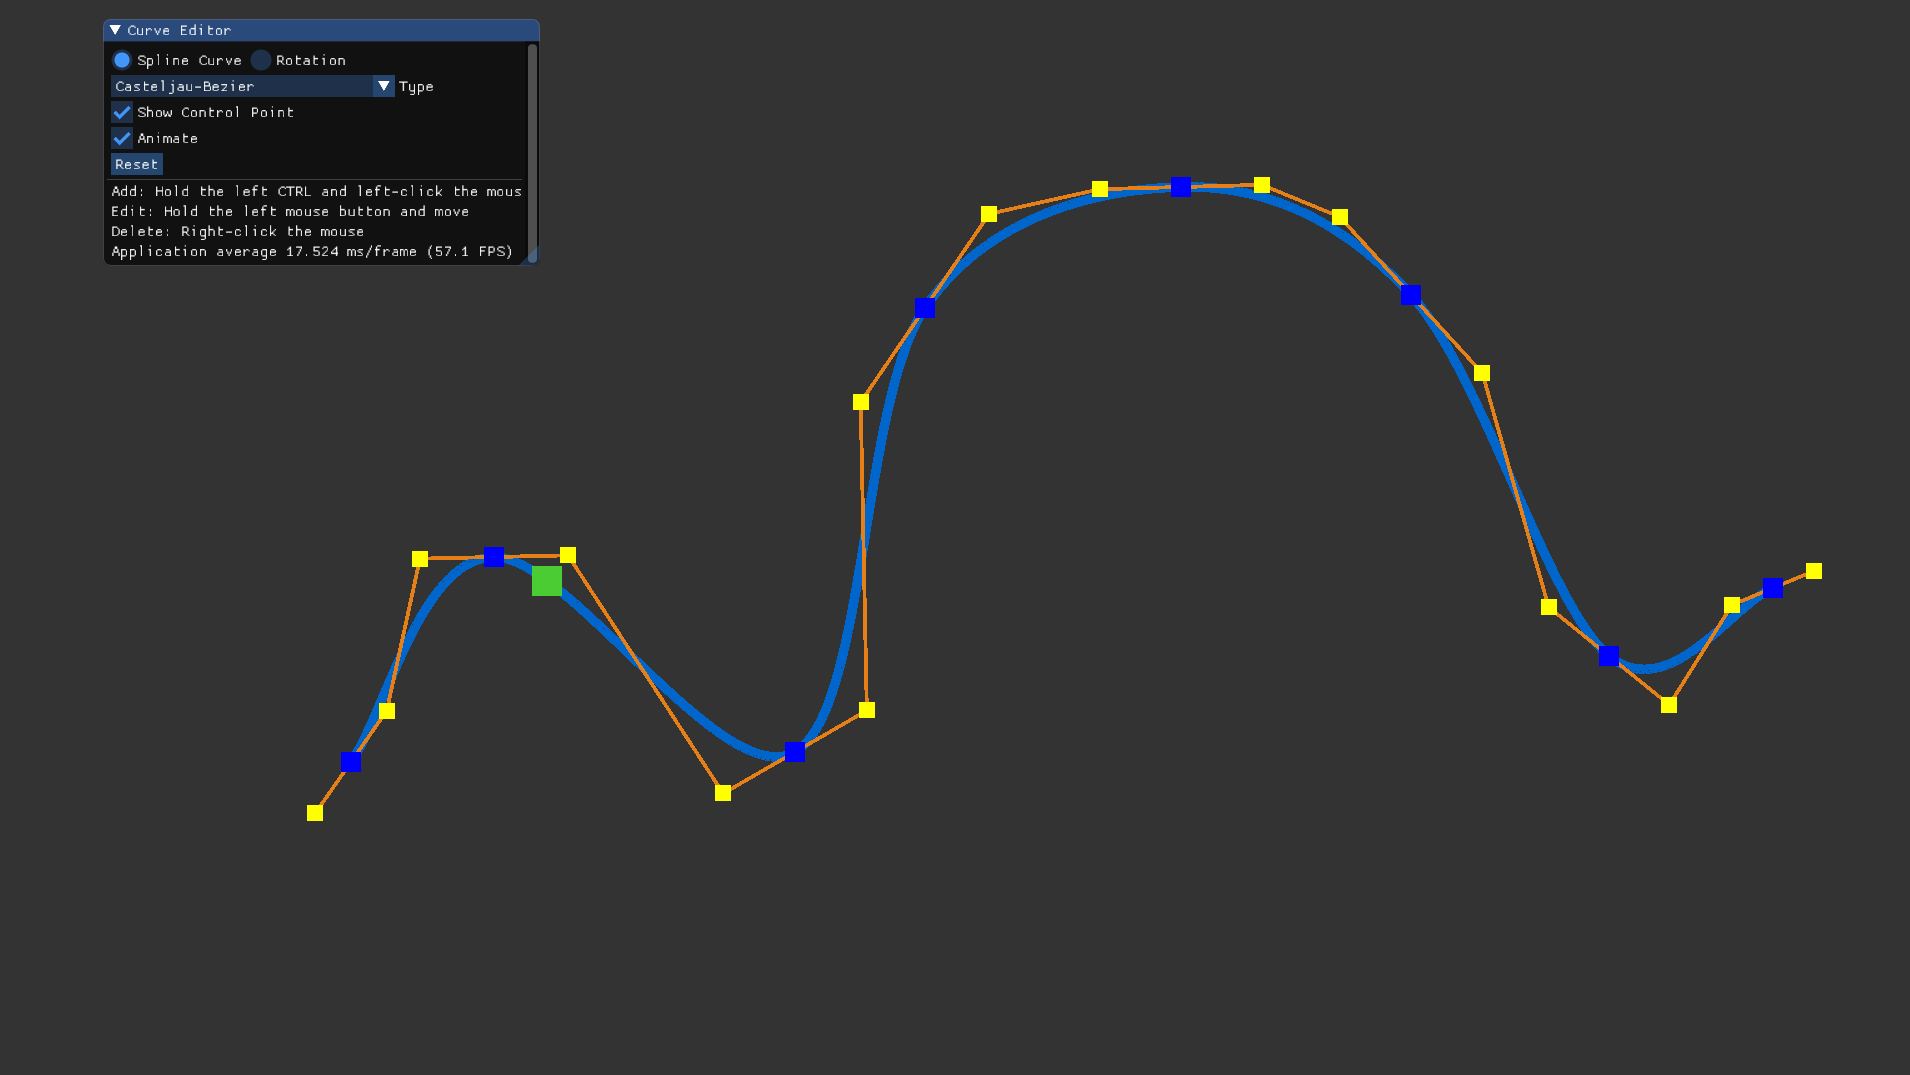 Curve Editor
Spline Curve Rotation
Casteljau-Bezier Type
Show Control Point
Animate
Reset
Add: Hold the left CTRL and left-click the mous
Edit: Hold the left mouse button and move
Delete: Right-click the mouse
Application average 17.524 ms/frame (57.1 FPS)